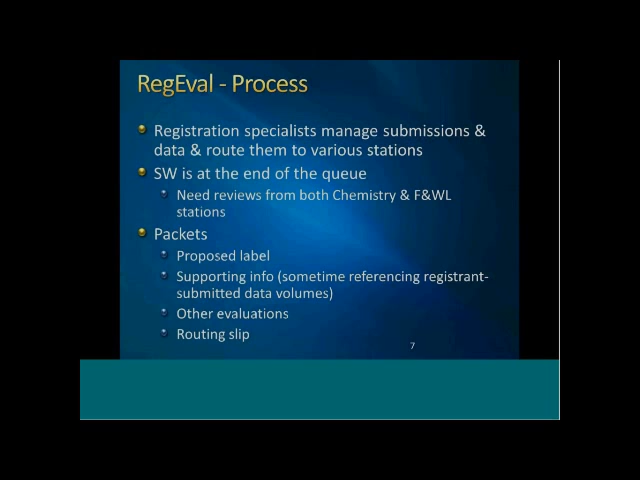 RegEval - Process
Registration specialists manage submissions &
data & route them to various stations
SW is at the end of the queue
Need reviews from both Chemistry & F&WL
stations
Packets
Proposed label
Supporting info (sometime referencing registrant-
submitted data volumes)
Other evaluations
Routing slip
7